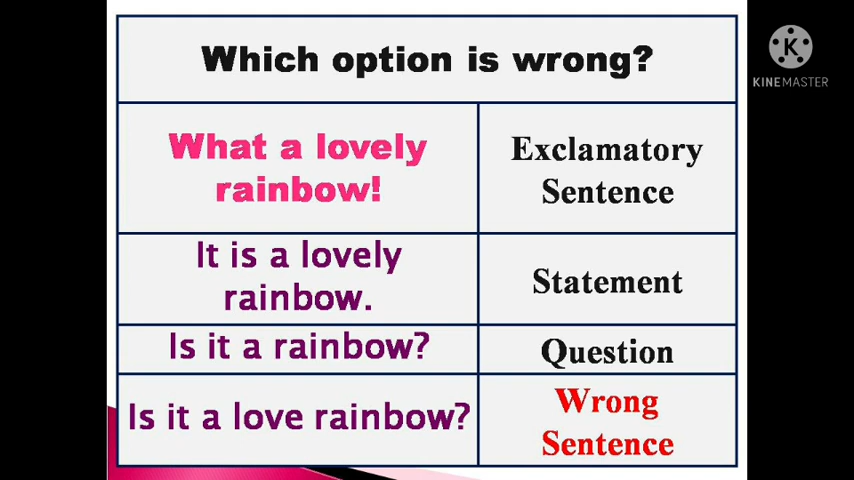 Which option is wrong?
What a lovely
rainbow!
Exclamatory
Sentence
It is a lovely
rainbow.
Statement
Is it a rainbow?
Question
Is it a love rainbow?
Wrong
Sentence
K
KINEMASTER